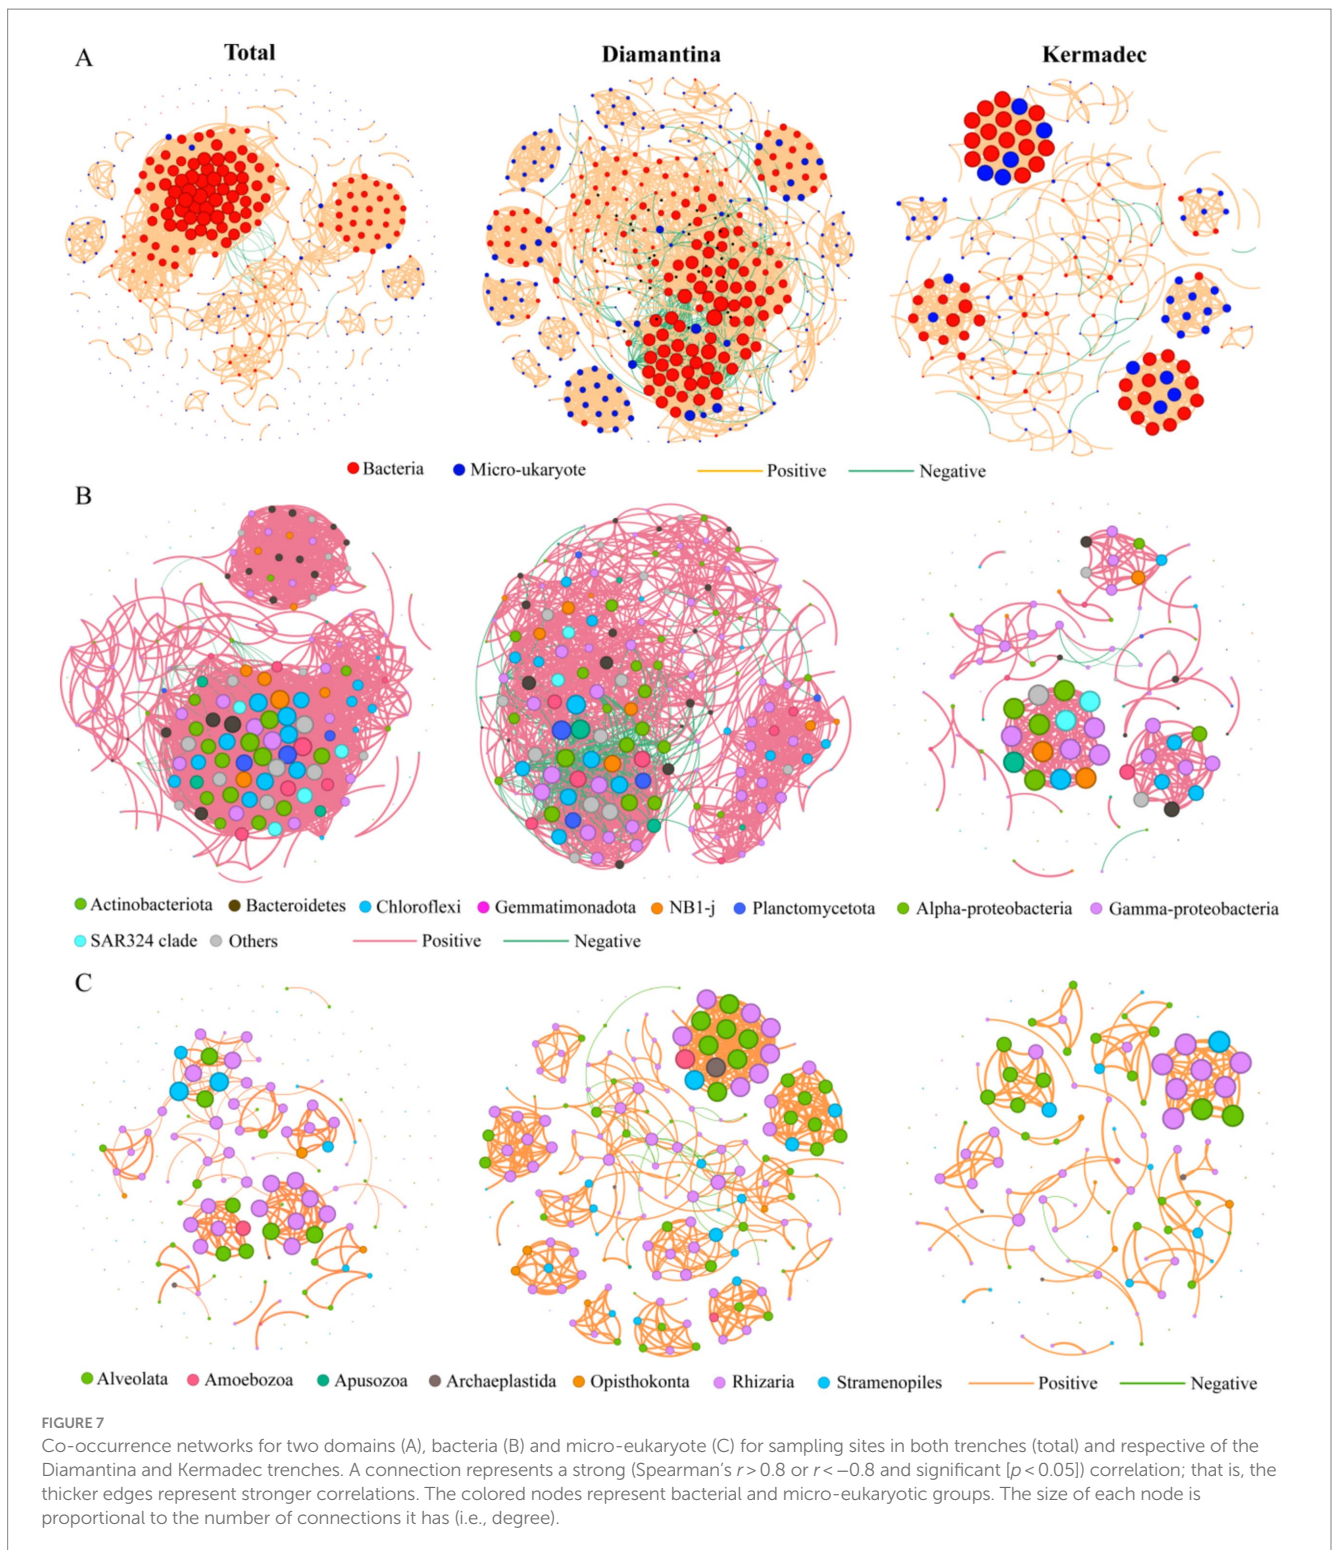 A
Total
Diamantina
Kermadec
Bacteria Micro-ukaryote Positive Negative
B
Actinobacteriota Bacteroidetes Chloroflexi Gemmatimonadota NB1-j Planctomycetota Alpha-proteobacteria Gamma-proteobacteria
SAR324 clade Others Positive Negative
C
Alveolata Amoebozoa Apusozoa Archaeplastida Opisthokonta Rhizaria Stramenopiles Positive Negative
FIGURE 7
Co-occurrence networks for two domains (A), bacteria (B) and micro-eukaryote (C) for sampling sites in both trenches (total) and respective of the
Diamantina and Kermadec trenches. A connection represents a strong (Spearman's r > 0.8 or r < −0.8 and significant [p < 0.05]) correlation; that is, the
thicker edges represent stronger correlations. The colored nodes represent bacterial and micro-eukaryotic groups. The size of each node is
proportional to the number of connections it has (i.e., degree).